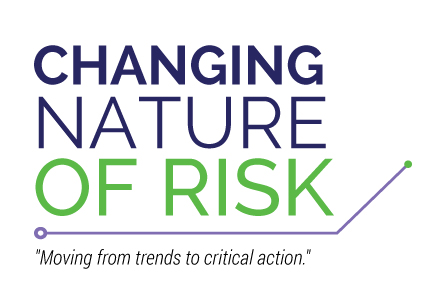 CHANGING
NATURE
OF RISK
"Moving from trends to critical action."